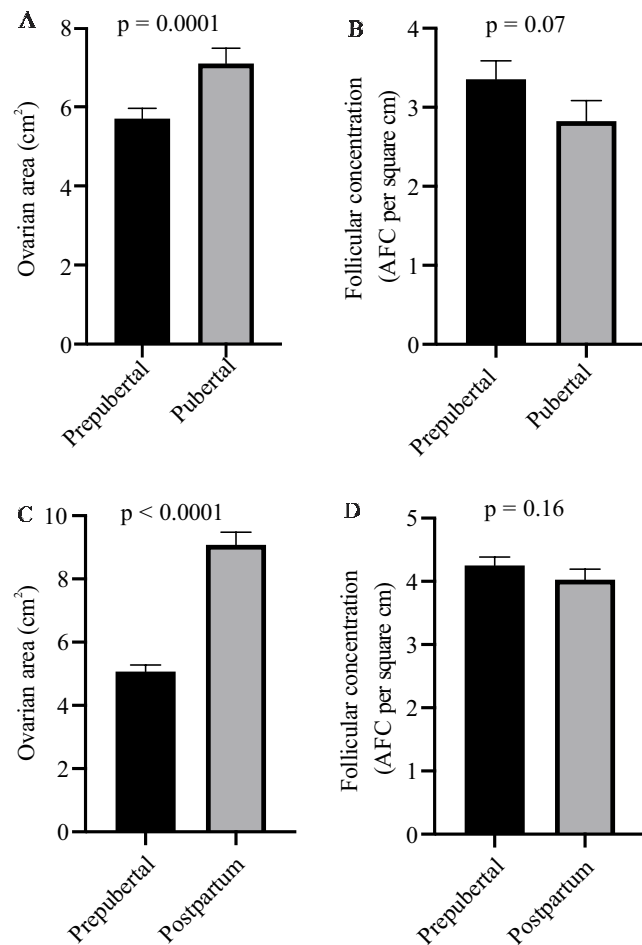 A
p = 0.0001
Ovarian area (cm²)
8
6
4
2
0
Prepubertal
Pubertal
B
p = 0.07
Follicular concentration
(AFC per square cm)
4
3
2
1
0
Prepubertal
Pubertal
C
p < 0.0001
Ovarian area (cm²)
10
8
6
4
2
0
Prepubertal
Postpartum
D
p = 0.16
Follicular concentration
(AFC per square cm)
5
4
3
2
1
0
Prepubertal
Postpartum